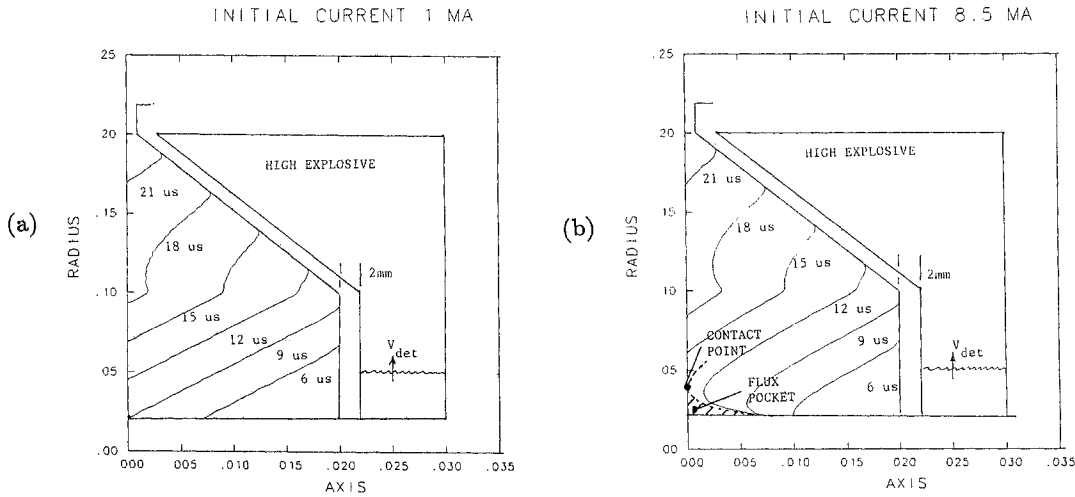 INITIAL CURRENT 1 MA
(a)
RADIUS
.25
.20
.15
.10
.05
.00
HIGH EXPLOSIVE
21 us
18 us
15 us
12 us
9 us
6 us
2mm
V det
.000 .005 .010 .015 .020 .025 .030 .035
AXIS
INITIAL CURRENT 8.5 MA
(b)
RADIUS
.25
.20
.15
.10
.05
.00
HIGH EXPLOSIVE
21 us
18 us
15 us
12 us
9 us
6 us
2mm
CONTACT
POINT
FLUX
POCKET
V det
.000 .005 .010 .015 .020 .025 .030 .035
AXIS